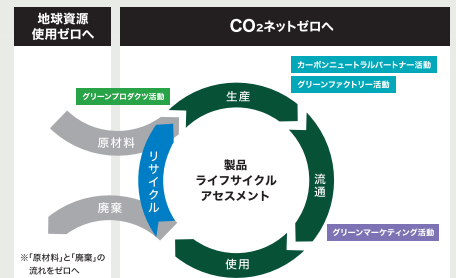 地球資源
使用ゼロへ
CO₂ネットゼロへ
カーボンニュートラルパートナー活動
グリーンファクトリー活動
グリーンプロダクツ活動
生産
原材料
リサイクル
製品
ライフサイクル
アセスメント
流通
廃棄
グリーンマーケティング活動
使用
※「原材料」と「廃棄」の
流れをゼロへ